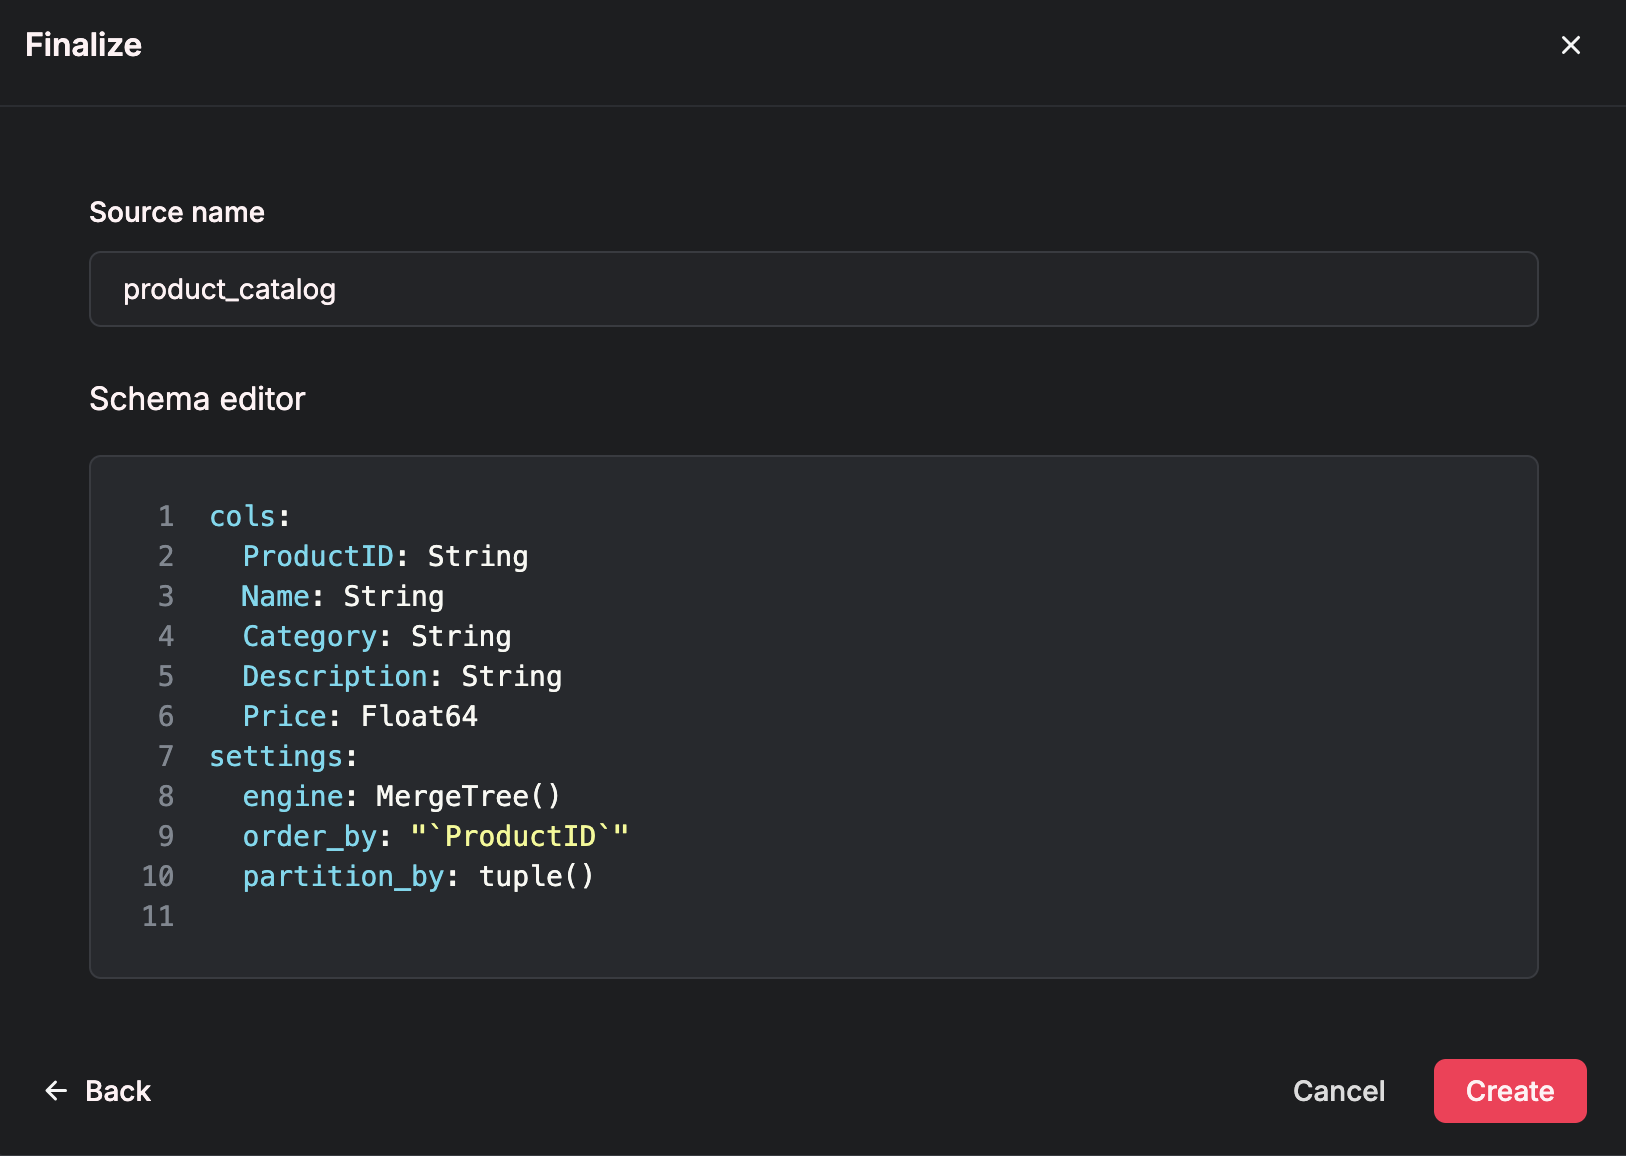 Finalize
Source name
product_catalog
Schema editor
1 cols:
2   ProductID: String
3   Name: String
4   Category: String
5   Description: String
6   Price: Float64
7 settings:
8   engine: MergeTree()
9   order_by: "`ProductID`"
10   partition_by: tuple()
11
Back
Cancel
Create